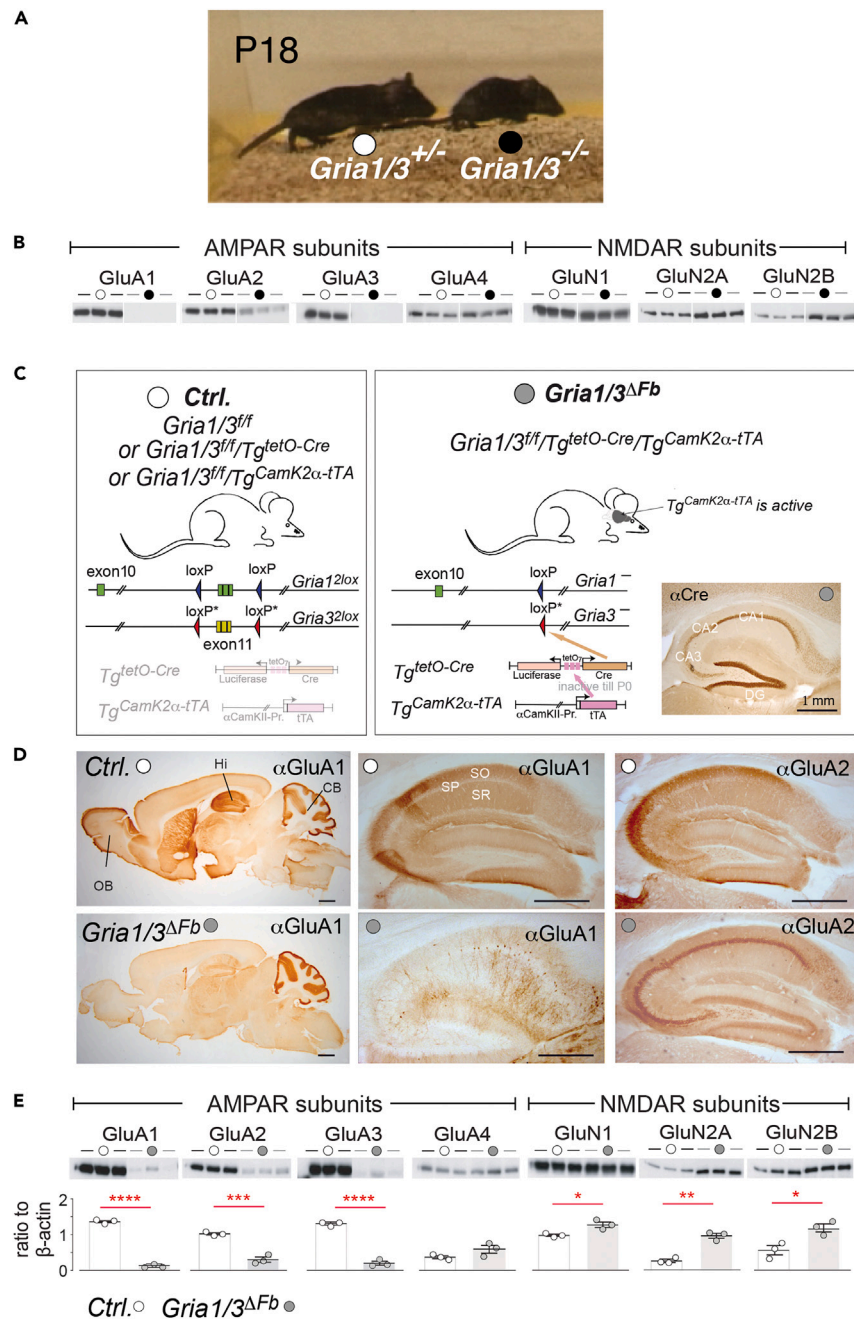 A
P18
Gria1/3+/- Gria1/3-/-
B
AMPAR subunits NMDAR subunits
GluA1 GluA2 GluA3 GluA4 GluN1 GluN2A GluN2B
C
Ctrl.
Gria1/3f/f
or Gria1/3f/f/TgtetO-Cre
or Gria1/3f/f/TgCamK2α-tTA
loxP loxP
exon10
Gria12lox
loxP* loxP*
Gria32lox
exon11
TgtetO-Cre
tetO7
Luciferase Cre
TgCamK2α-tTA
αCamKII-Pr. tTA
Gria1/3ΔFb
Gria1/3f/f/TgtetO-Cre/TgCamK2α-tTA
TgCamK2α-tTA is active
exon10 loxP
Gria1 –
loxP*
Gria3 –
TgtetO-Cre
tetO7
Luciferase Cre
inactive till P0
TgCamK2α-tTA
αCamKII-Pr. tTA
αCre
CA1
CA2
CA3
DG
1 mm
D
Ctrl. αGluA1
Hi
CB
OB
αGluA1
SO
SP
SR
αGluA2
Gria1/3ΔFb αGluA1
αGluA1
αGluA2
E
AMPAR subunits NMDAR subunits
GluA1 GluA2 GluA3 GluA4 GluN1 GluN2A GluN2B
**** *** **** * ** *
ratio to
β-actin
2
1
0
Ctrl. Gria1/3ΔFb